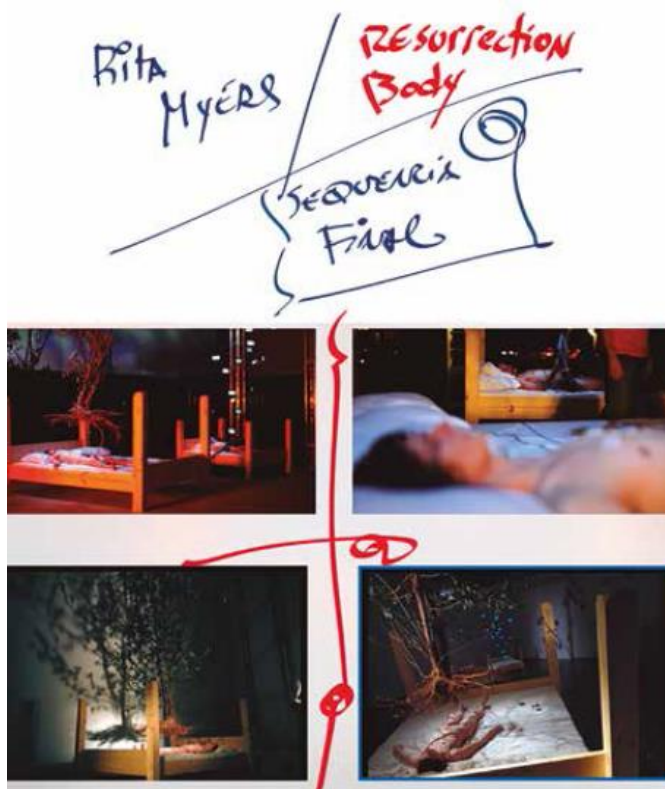 Rita
Myers
Resurrection
Body
Sequencia
Final